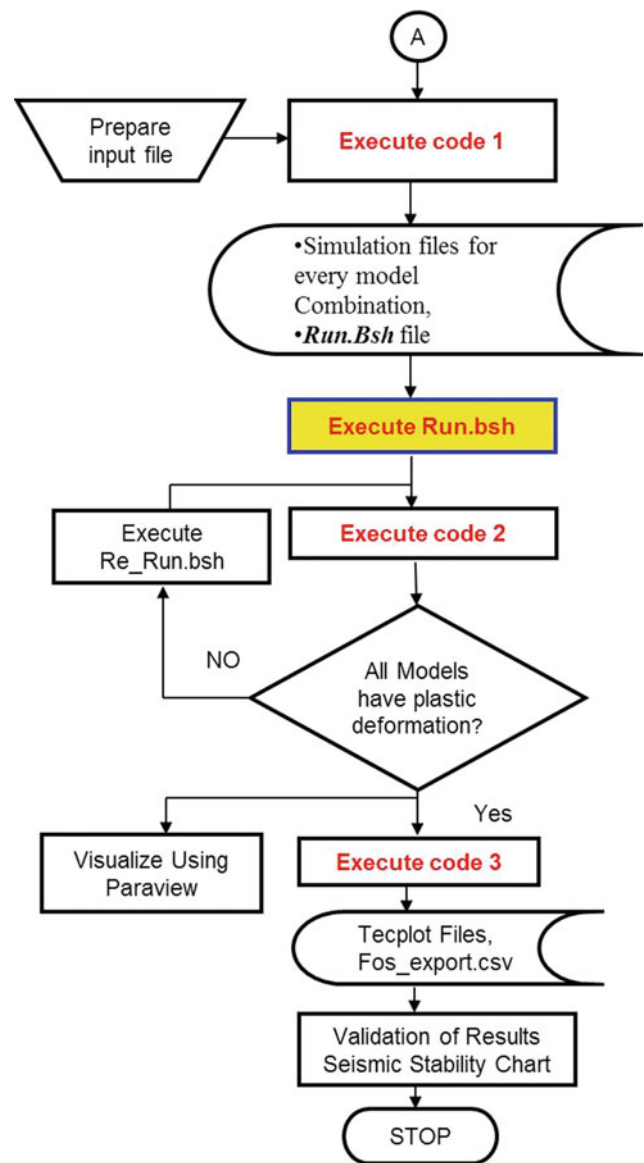 A
Prepare
input file
Execute code 1
•Simulation files for
every model
Combination,
•Run.Bsh file
Execute Run.bsh
Execute
Re_Run.bsh
Execute code 2
NO
All Models
have plastic
deformation?
Yes
Visualize Using
Paraview
Execute code 3
Tecplot Files,
Fos_export.csv
Validation of Results
Seismic Stability Chart
STOP